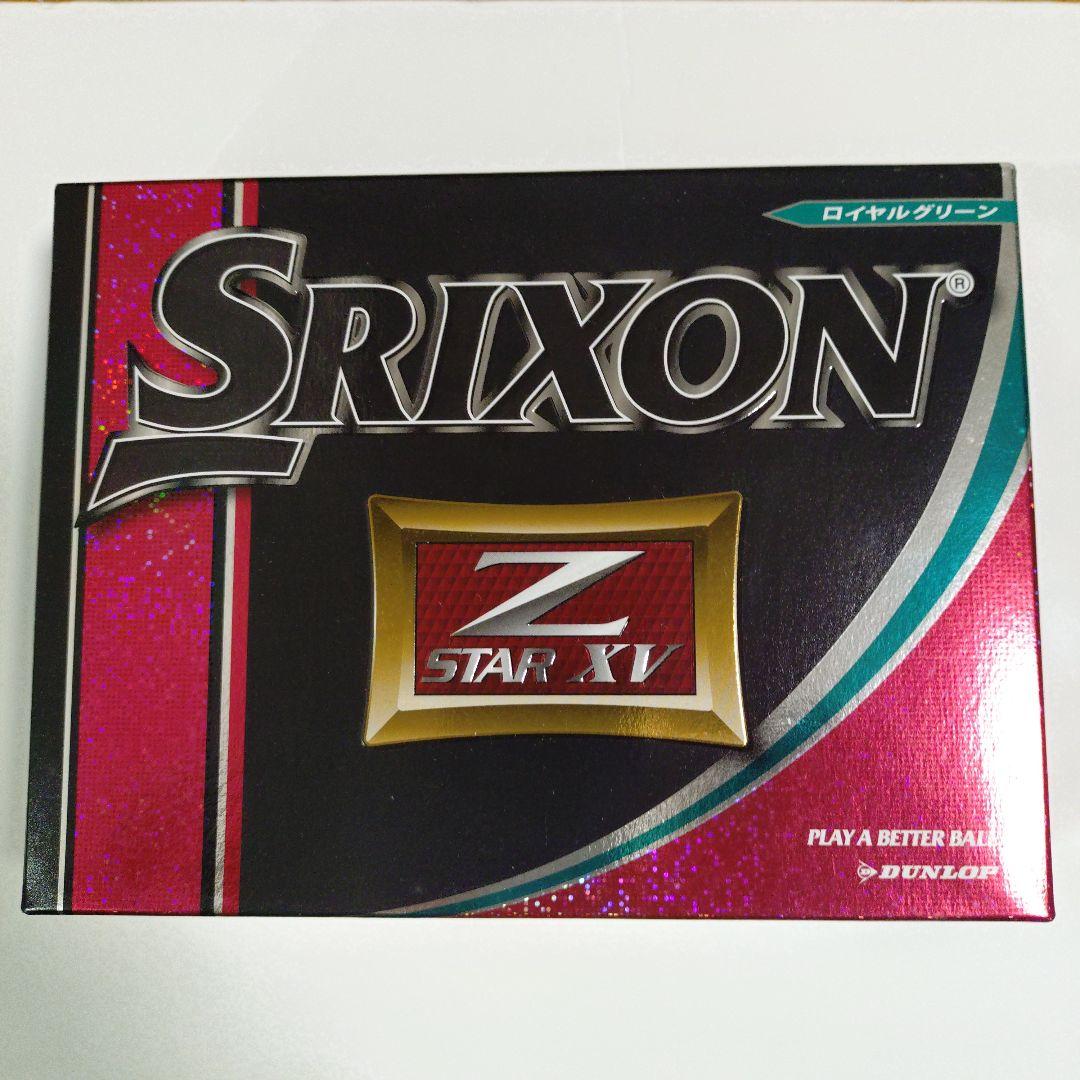 ロイヤルグリーン
SRIXON®
Z
STAR XV
PLAY A BETTER BALL
DUNLOP